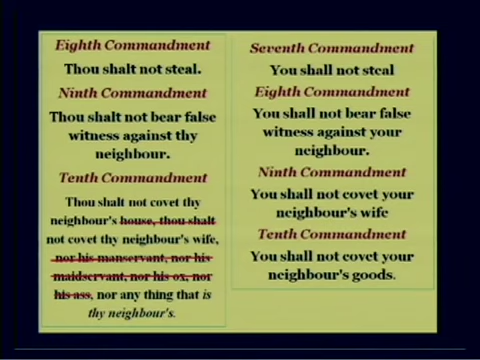 Eighth Commandment
Thou shalt not steal.
Ninth Commandment
Thou shalt not bear false
witness against thy
neighbour.
Tenth Commandment
Thou shalt not covet thy
neighbour's house, thou shalt
not covet thy neighbour's wife,
nor his manservant, nor his
maidservant, nor his ox, nor
his ass, nor any thing that is
thy neighbour's.
Seventh Commandment
You shall not steal
Eighth Commandment
You shall not bear false
witness against your
neighbour.
Ninth Commandment
You shall not covet your
neighbour's wife
Tenth Commandment
You shall not covet your
neighbour's goods.